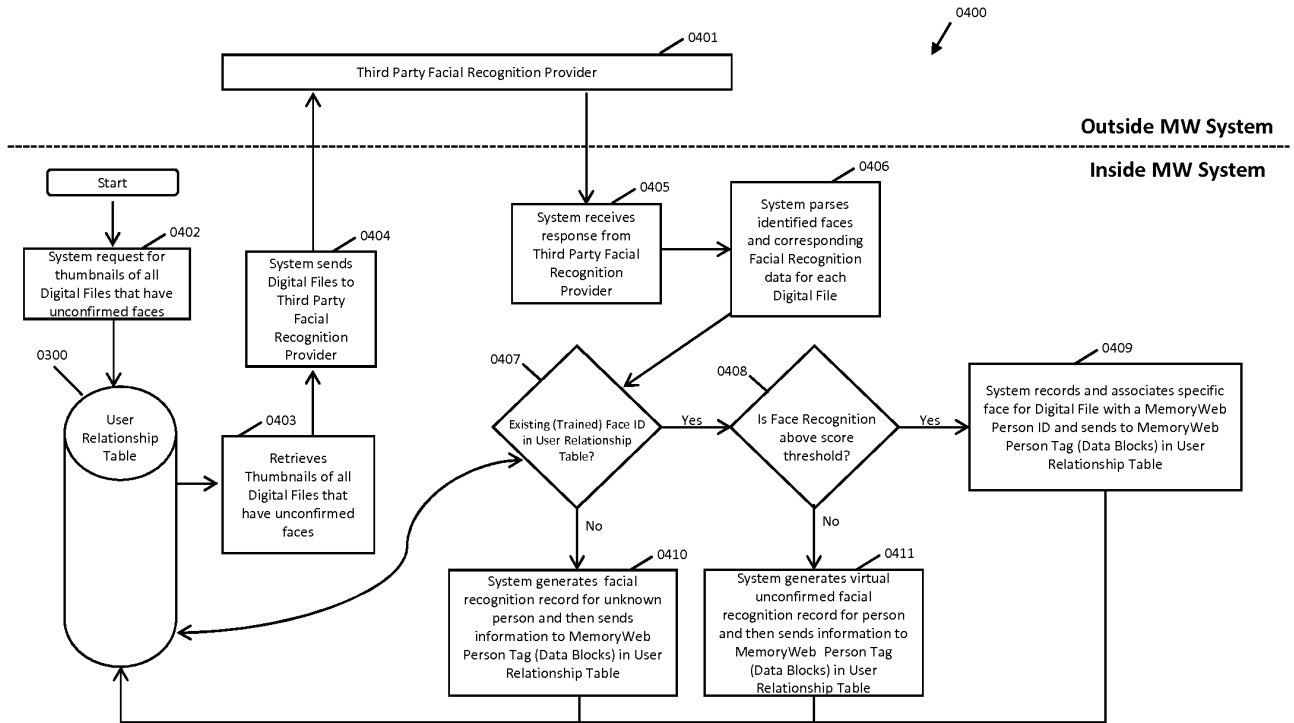 0400
0401
Third Party Facial Recognition Provider
Outside MW System
Inside MW System
Start
0402
System request for
thumbnails of all
Digital Files that have
unconfirmed faces
0300
User
Relationship
Table
0403
Retrieves
Thumbnails of all
Digital Files that
have unconfirmed
faces
0404
System sends
Digital Files to
Third Party
Facial
Recognition
Provider
0405
System receives
response from
Third Party Facial
Recognition
Provider
0406
System parses
identified faces
and corresponding
Facial Recognition
data for each
Digital File
0407
Existing (Trained) Face ID
in User Relationship
Table?
Yes
No
0408
Is Face Recognition
above score
threshold?
Yes
No
0409
System records and associates specific
face for Digital File with a MemoryWeb
Person ID and sends to MemoryWeb
Person Tag (Data Blocks) in User
Relationship Table
0410
System generates facial
recognition record for unknown
person and then sends
information to MemoryWeb
Person Tag (Data Blocks) in User
Relationship Table
0411
System generates virtual
unconfirmed facial
recognition record for person
and then sends information to
MemoryWeb Person Tag
(Data Blocks) in User
Relationship Table